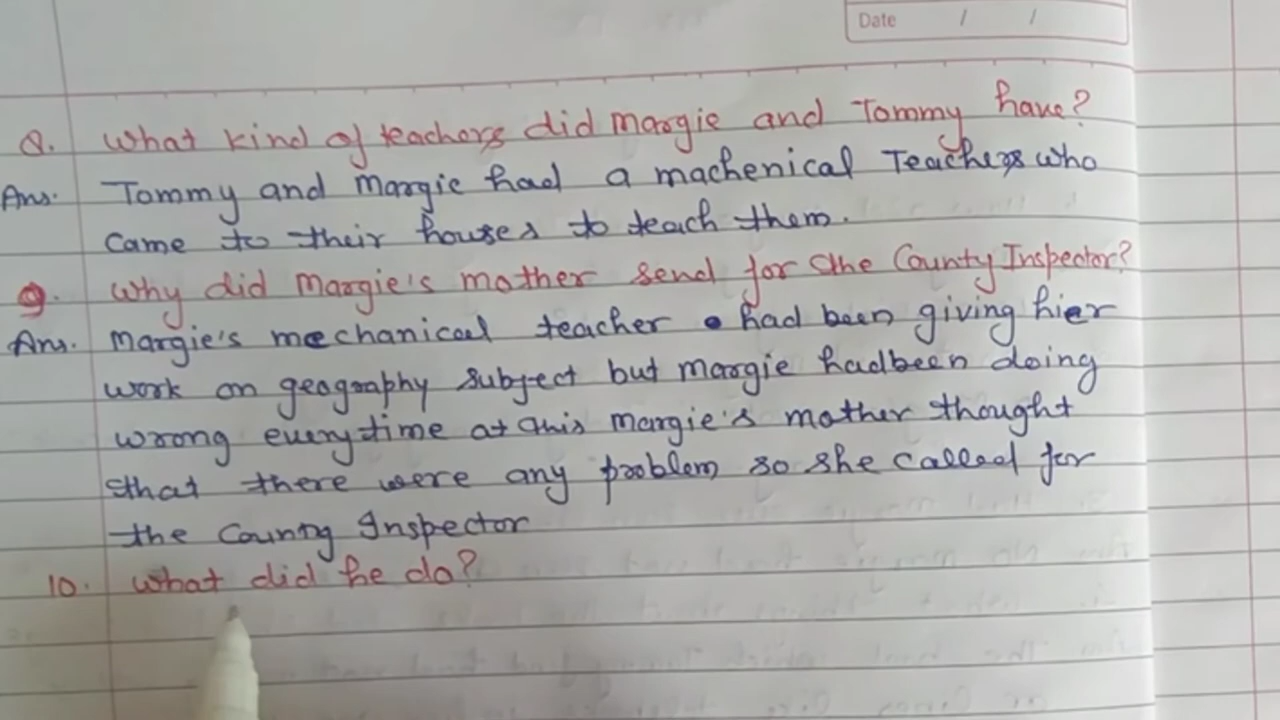 Date / /
Q. What kind of teachers did Margie and Tommy have?
Ans. Tommy and Margie had a machenical Teachers who
came to their houses to teach them.
9. Why did Margie's mother send for the County Inspector?
Ans. Margie's mechanical teacher had been giving hier
work on geography subject but Margie hadbeen doing
wrong everytime at this Margie's mother thought
that there were any problem so she called for
the County Inspector
10. What did he do?